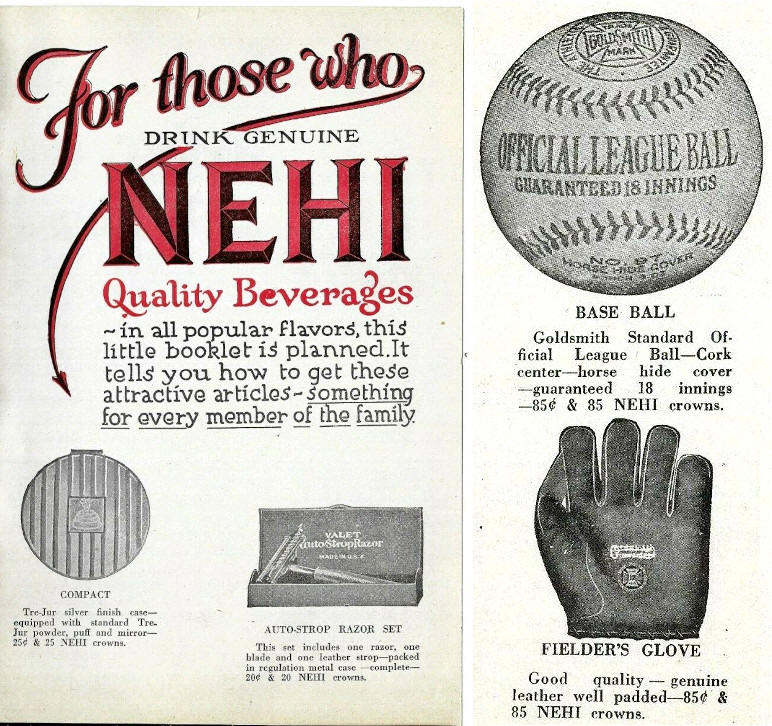 For those who
DRINK GENUINE
NEHI
Quality Beverages
~in all popular flavors, this
little booklet is planned. It
tells you how to get these
attractive articles~something
for every member of the family.
COMPACT
Tre-Jur silver finish case—
equipped with standard Tre-
Jur powder, puff and mirror—
25¢ & 25 NEHI crowns.
VALET
Auto-Strop Razor
MADE IN U.S.A
AUTO-STROP RAZOR SET
This set includes one razor, one
blade and one leather strop—packed
in regulation metal case —complete—
20¢ & 20 NEHI crowns.
GOLDSMITH
MARK
GUARANTEE
OFFICIAL LEAGUE BALL
GUARANTEED 18 INNINGS
NO. 97
HORSE HIDE COVER
BASE BALL
Goldsmith Standard Of-
ficial League Ball—Cork
center—horse hide cover
—guaranteed 18 innings
—85¢ & 85 NEHI crowns.
FIELDER'S GLOVE
Good quality — genuine
leather well padded—85¢ &
85 NEHI crowns.